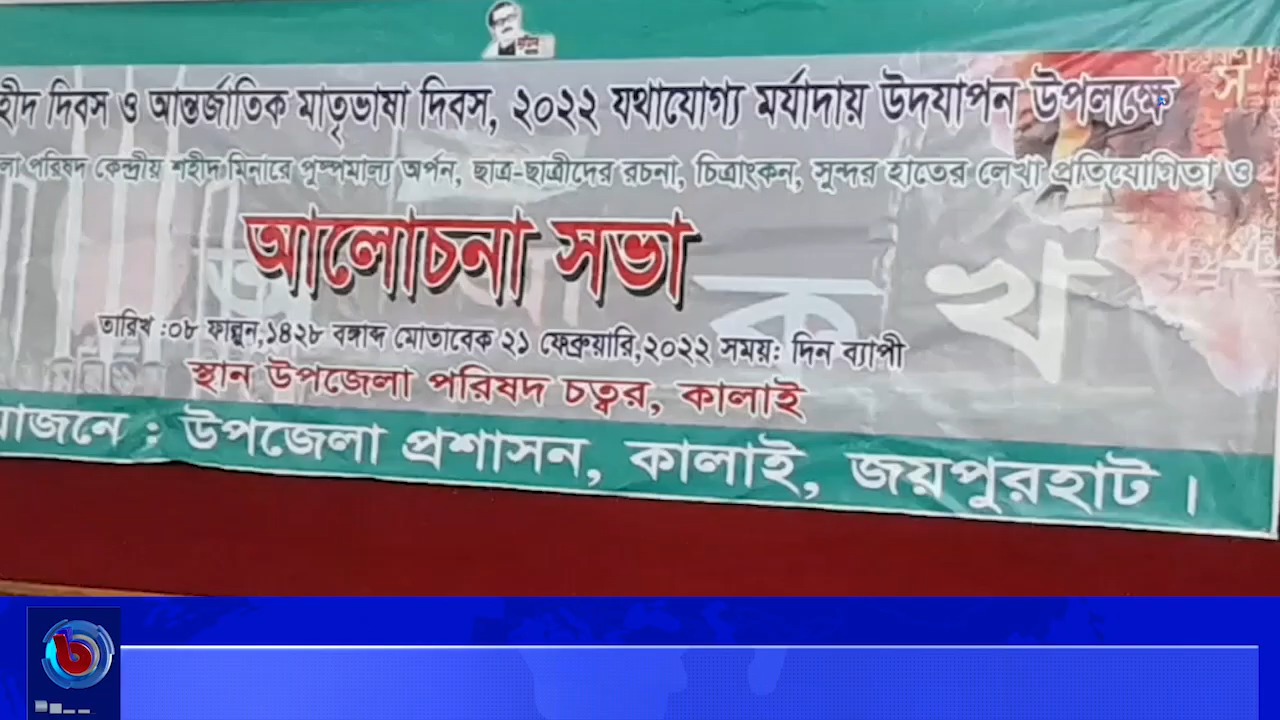 হীদ দিবস ও আন্তর্জাতিক মাতৃভাষা দিবস, ২০২২ যথাযোগ্য মর্যাদায় উদযাপন উপলক্ষে
লা পরিষদ কেন্দ্রীয় শহীদ মিনারে পুস্পমাল্য অর্পন, ছাত্র-ছাত্রীদের রচনা, চিত্রাংকন, সুন্দর হাতের লেখা প্রতিযোগিতা ও
আলোচনা সভা
ক খ
তারিখ :০৮ ফাল্গুন,১৪২৮ বঙ্গাব্দ মোতাবেক ২১ ফেব্রুয়ারি,২০২২ সময়: দিন ব্যাপী
স্থান উপজেলা পরিষদ চত্বর, কালাই
য়োজনে : উপজেলা প্রশাসন, কালাই, জয়পুরহাট ।